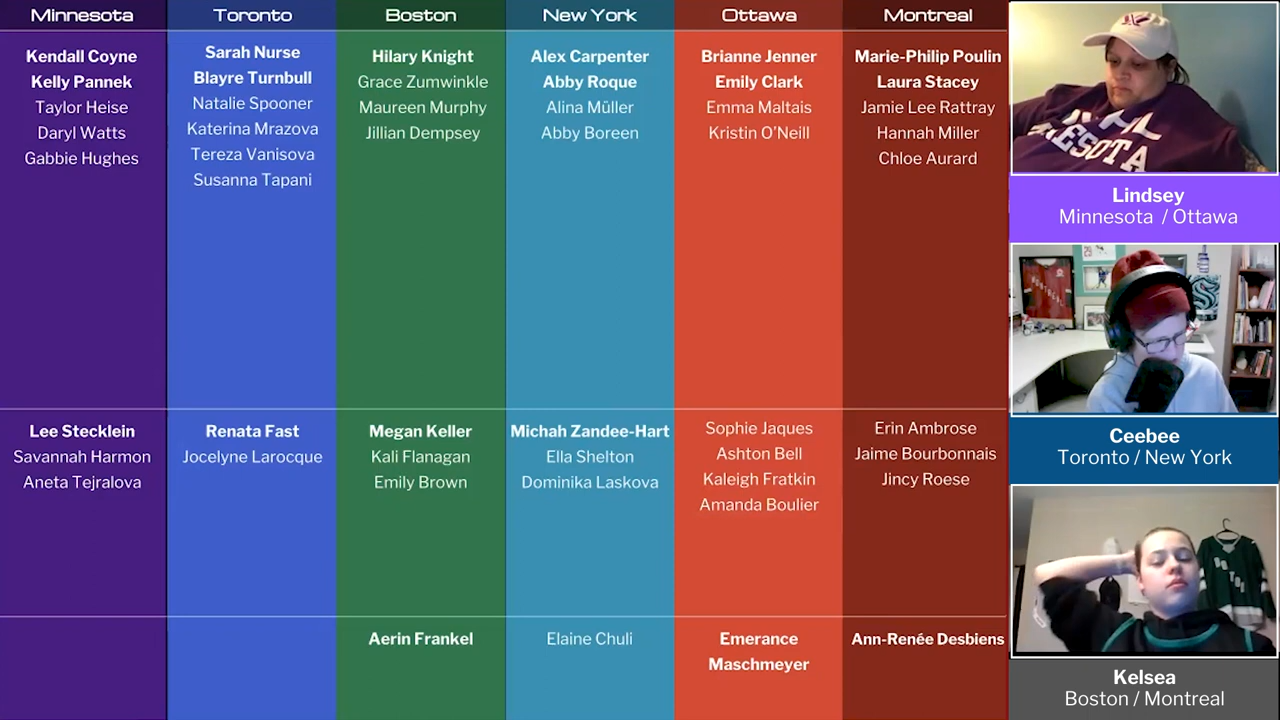 Minnesota
Kendall Coyne
Kelly Pannek
Taylor Heise
Daryl Watts
Gabbie Hughes
Lee Stecklein
Savannah Harmon
Aneta Tejralova
Toronto
Sarah Nurse
Blayre Turnbull
Natalie Spooner
Katerina Mrazova
Tereza Vanisova
Susanna Tapani
Renata Fast
Jocelyne Larocque
Boston
Hilary Knight
Grace Zumwinkle
Maureen Murphy
Jillian Dempsey
Megan Keller
Kali Flanagan
Emily Brown
Aerin Frankel
New York
Alex Carpenter
Abby Roque
Alina Müller
Abby Boreen
Micah Zandee-Hart
Ella Shelton
Dominika Laskova
Elaine Chuli
Ottawa
Brianne Jenner
Emily Clark
Emma Maltais
Kristin O'Neill
Sophie Jaques
Ashton Bell
Kaleigh Fratkin
Amanda Boulier
Emerance
Maschmeyer
Montreal
Marie-Philip Poulin
Laura Stacey
Jamie Lee Rattray
Hannah Miller
Chloe Aurard
Erin Ambrose
Jaime Bourbonnais
Jincy Roese
Ann-Renée Desbiens
Lindsey
Minnesota / Ottawa
Ceebee
Toronto / New York
Kelsea
Boston / Montreal